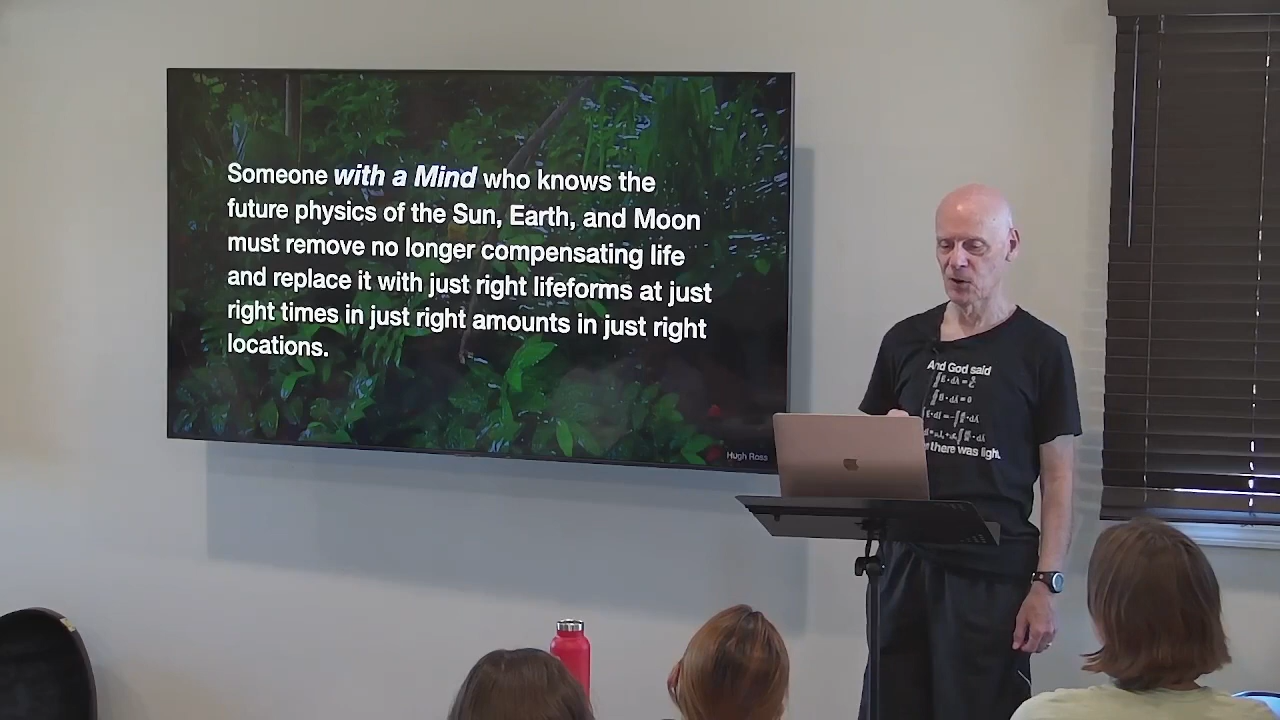 Someone with a Mind who knows the
future physics of the Sun, Earth, and Moon
must remove no longer compensating life
and replace it with just right lifeforms at just
right times in just right amounts in just right
locations.
Hugh Ross
And God said
there was light.